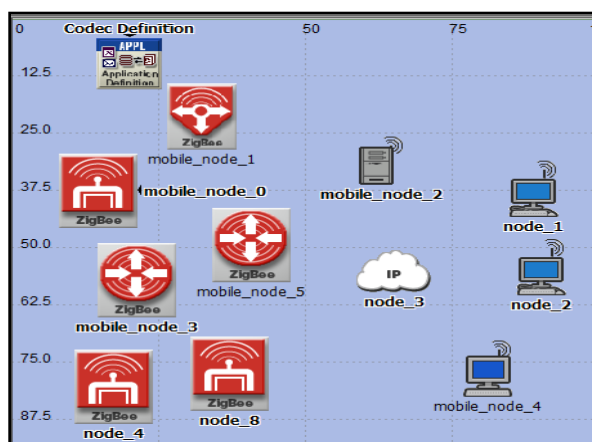 0 Codec Definition 50 75
APPL
Application
Definition
12.5
25.0
ZigBee
mobile_node_1
37.5
mobile_node_0
ZigBee
mobile_node_2
node_1
50.0
ZigBee
mobile_node_5
IP
node_3
node_2
62.5
ZigBee
mobile_node_3
75.0
ZigBee
node_8
mobile_node_4
87.5
ZigBee
node_4